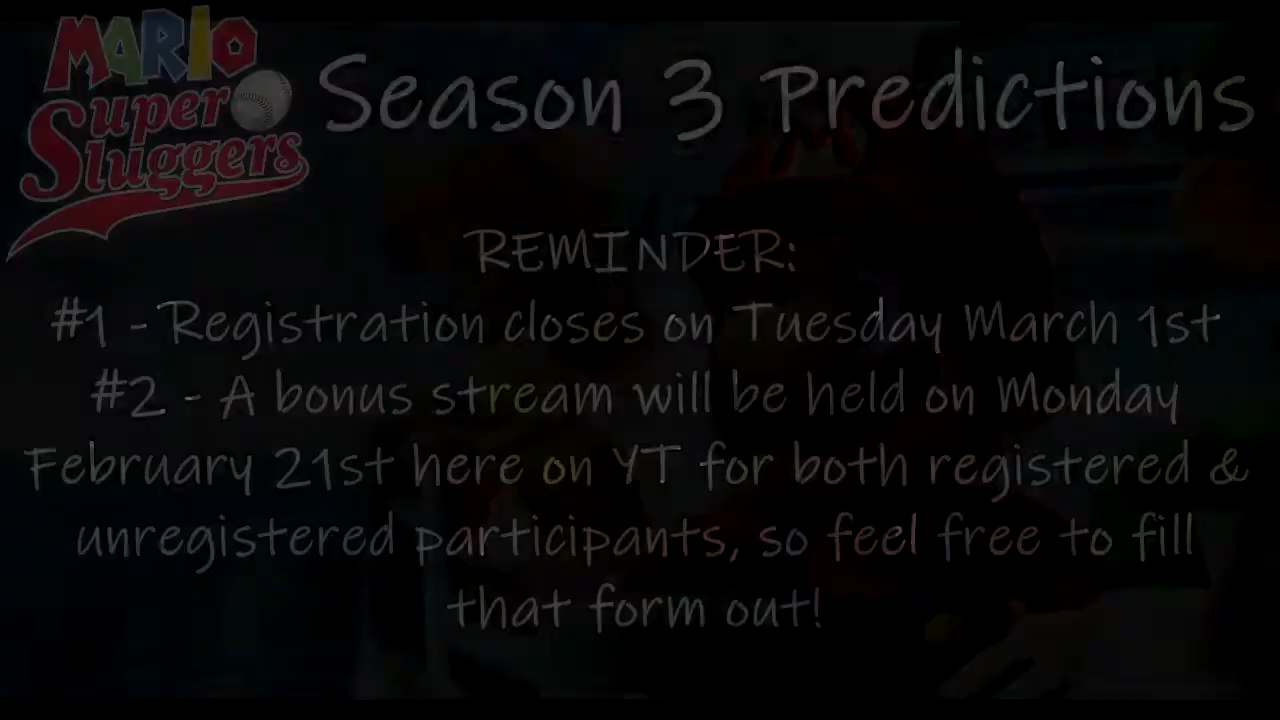 MARIO
Super
Sluggers
Season 3 Predictions
REMINDER:
#1 - Registration closes on Tuesday March 1st
#2 - A bonus stream will be held on Monday
February 21st here on YT for both registered &
unregistered participants, so feel free to fill
that form out!